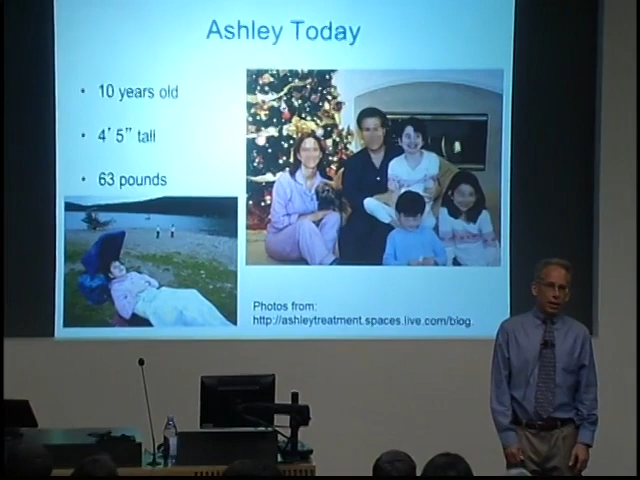 Ashley Today
• 10 years old
• 4' 5" tall
• 63 pounds
Photos from:
http://ashleytreatment.spaces.live.com/blog.